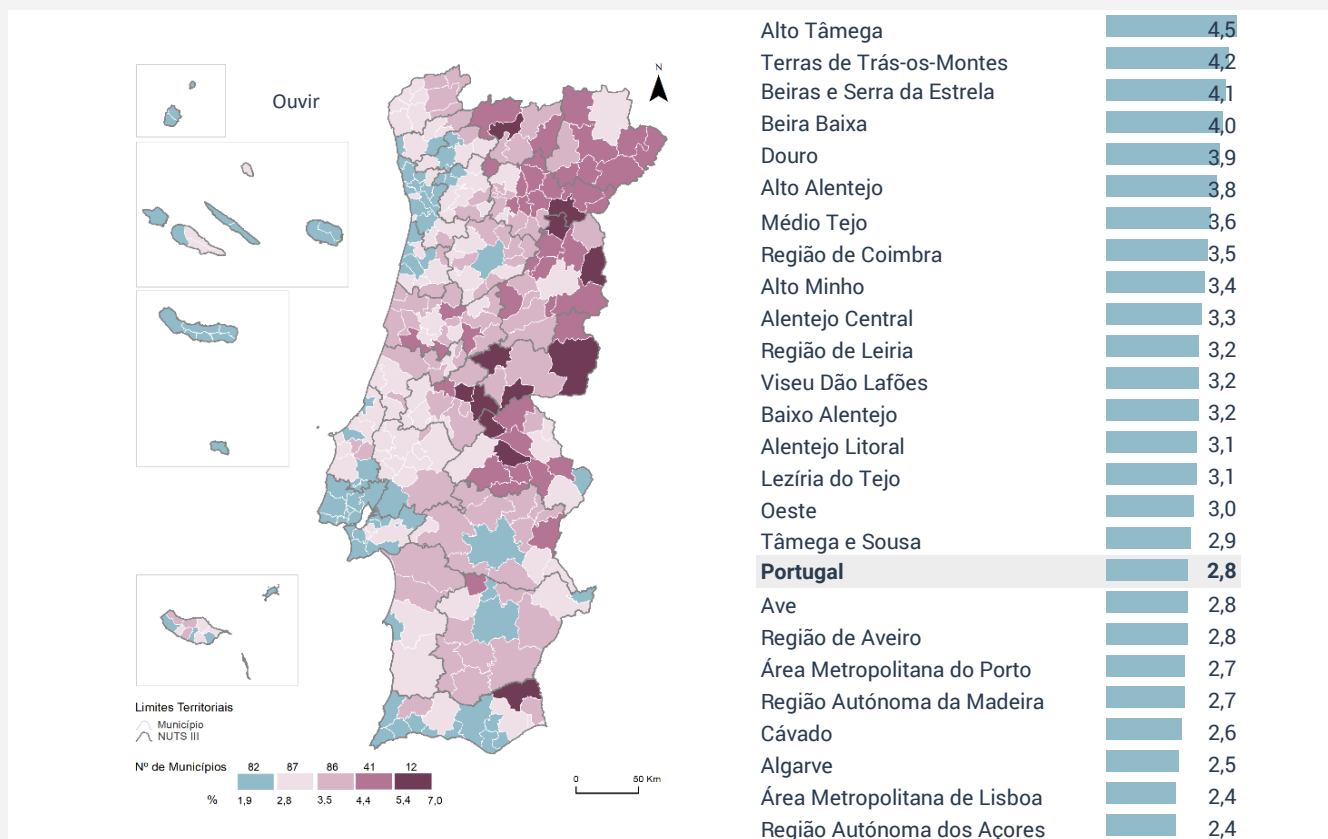 Ouvir
N
Limites Territoriais
Município
NUTS III
Nº de Municípios 82 87 86 41 12
% 1,9 2,8 3,5 4,4 5,4 7,0
0 50 Km
Alto Tâmega 4,5
Terras de Trás-os-Montes 4,2
Beiras e Serra da Estrela 4,1
Beira Baixa 4,0
Douro 3,9
Alto Alentejo 3,8
Médio Tejo 3,6
Região de Coimbra 3,5
Alto Minho 3,4
Alentejo Central 3,3
Região de Leiria 3,2
Viseu Dão Lafões 3,2
Baixo Alentejo 3,2
Alentejo Litoral 3,1
Lezíria do Tejo 3,1
Oeste 3,0
Tâmega e Sousa 2,9
Portugal 2,8
Ave 2,8
Região de Aveiro 2,8
Área Metropolitana do Porto 2,7
Região Autónoma da Madeira 2,7
Cávado 2,6
Algarve 2,5
Área Metropolitana de Lisboa 2,4
Região Autónoma dos Açores 2,4